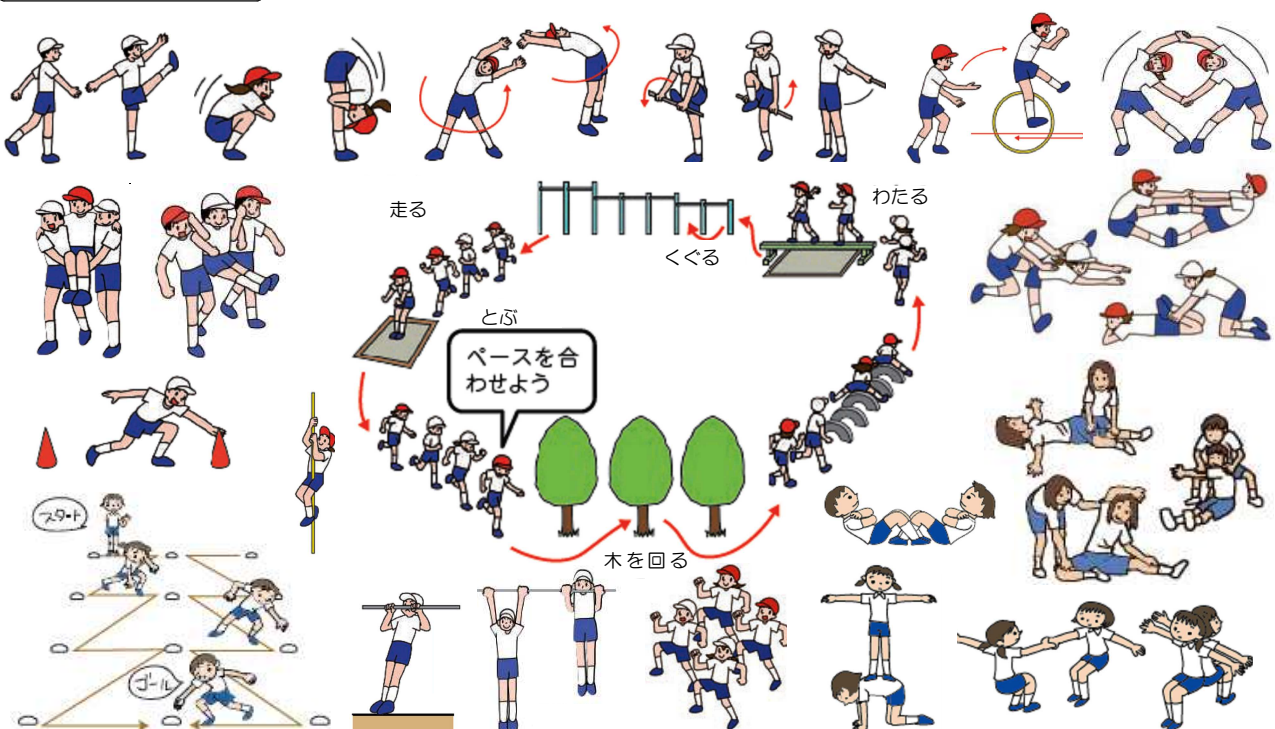 走る
わたる
くぐる
とぶ
ペースを合
わせよう
木を回る
スタート
ゴール